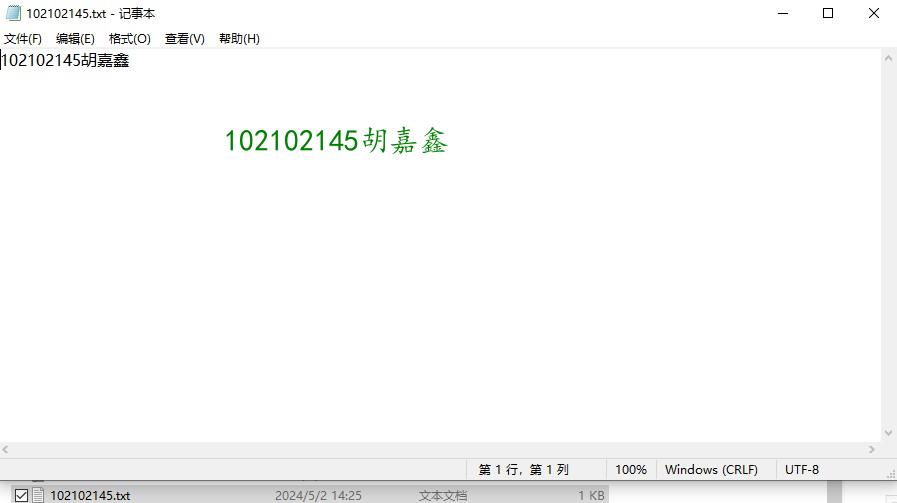 102102145.txt - 记事本
文件(F) 编辑(E) 格式(O) 查看(V) 帮助(H)
102102145胡嘉鑫
102102145胡嘉鑫
第 1 行，第 1 列 100% Windows (CRLF) UTF-8
102102145.txt 2024/5/2 14:25 文本文档 1 KB